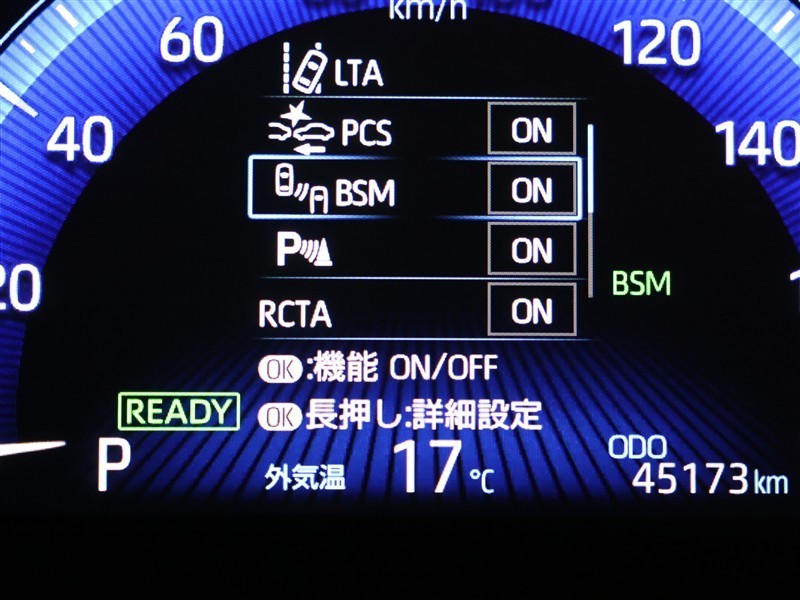 km/h
60
120
LTA
40
PCS ON
140
BSM ON
P ON
20
BSM
RCTA ON
OK:機能 ON/OFF
READY
OK長押し:詳細設定
P
外気温 17℃
ODO
45173km